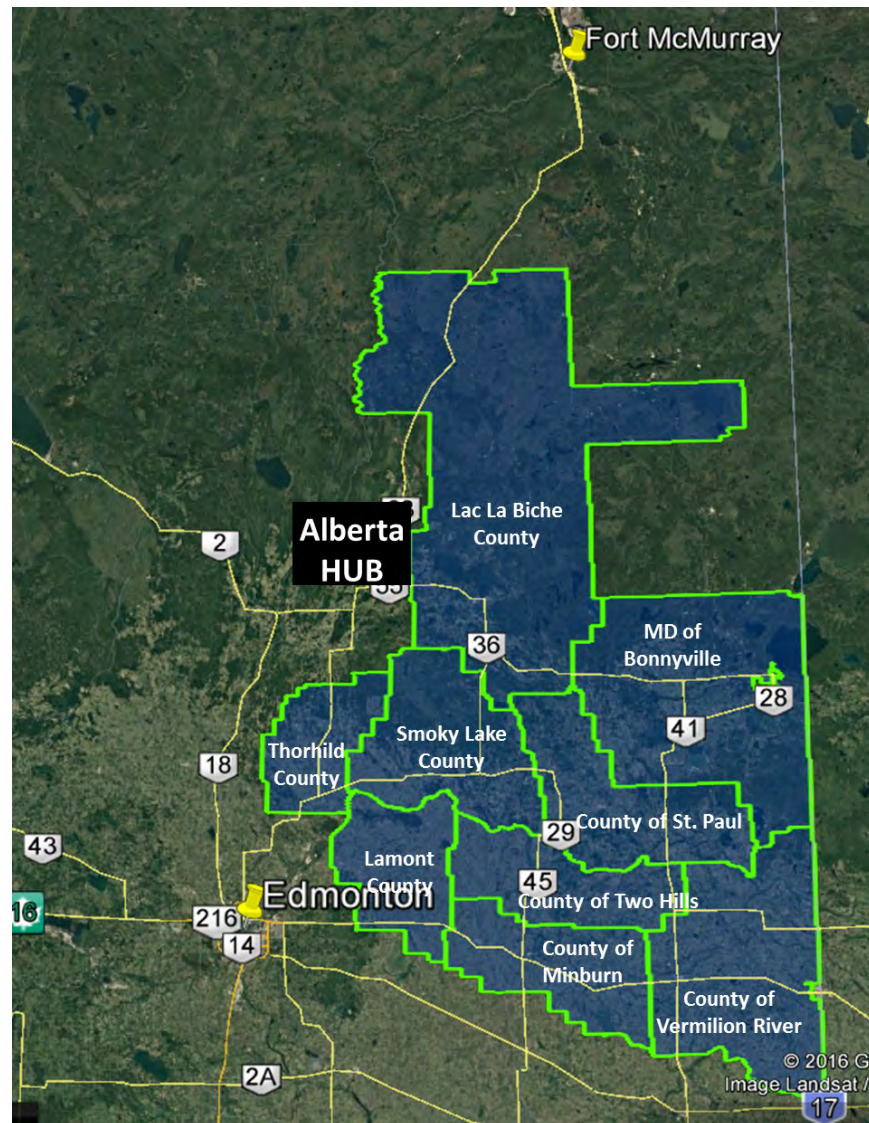 Fort McMurray
Alberta
HUB
Lac La Biche
County
2
36
MD of
Bonnyville
28
41
Thorhild
County
Smoky Lake
County
18
29
County of St. Paul
43
Lamont
County
45
Edmonton
County of Two Hills
16
216
14
County of
Minburn
County of
Vermilion River
2A
© 2016 G
Image Landsat /
17